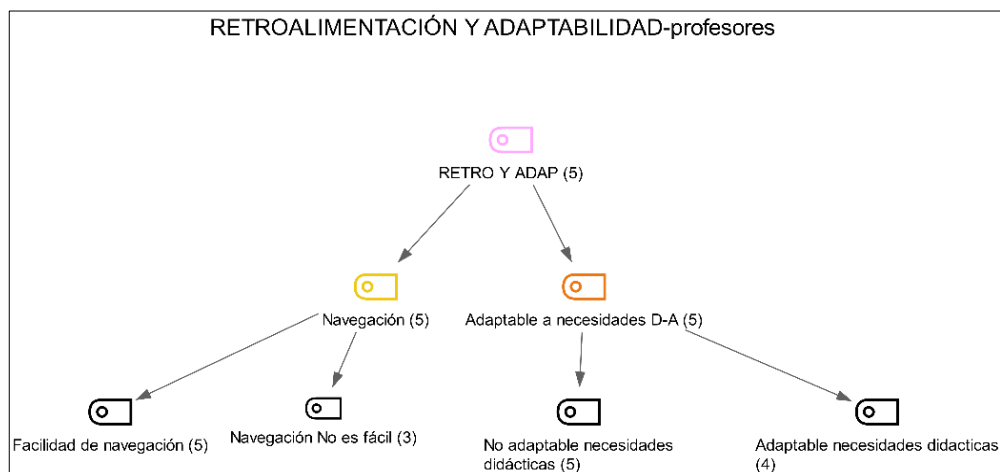 RETROALIMENTACIÓN Y ADAPTABILIDAD-profesores
RETRO Y ADAP (5)
Navegación (5)
Adaptable a necesidades D-A (5)
Facilidad de navegación (5)
Navegación No es fácil (3)
No adaptable necesidades
didácticas (5)
Adaptable necesidades didacticas
(4)